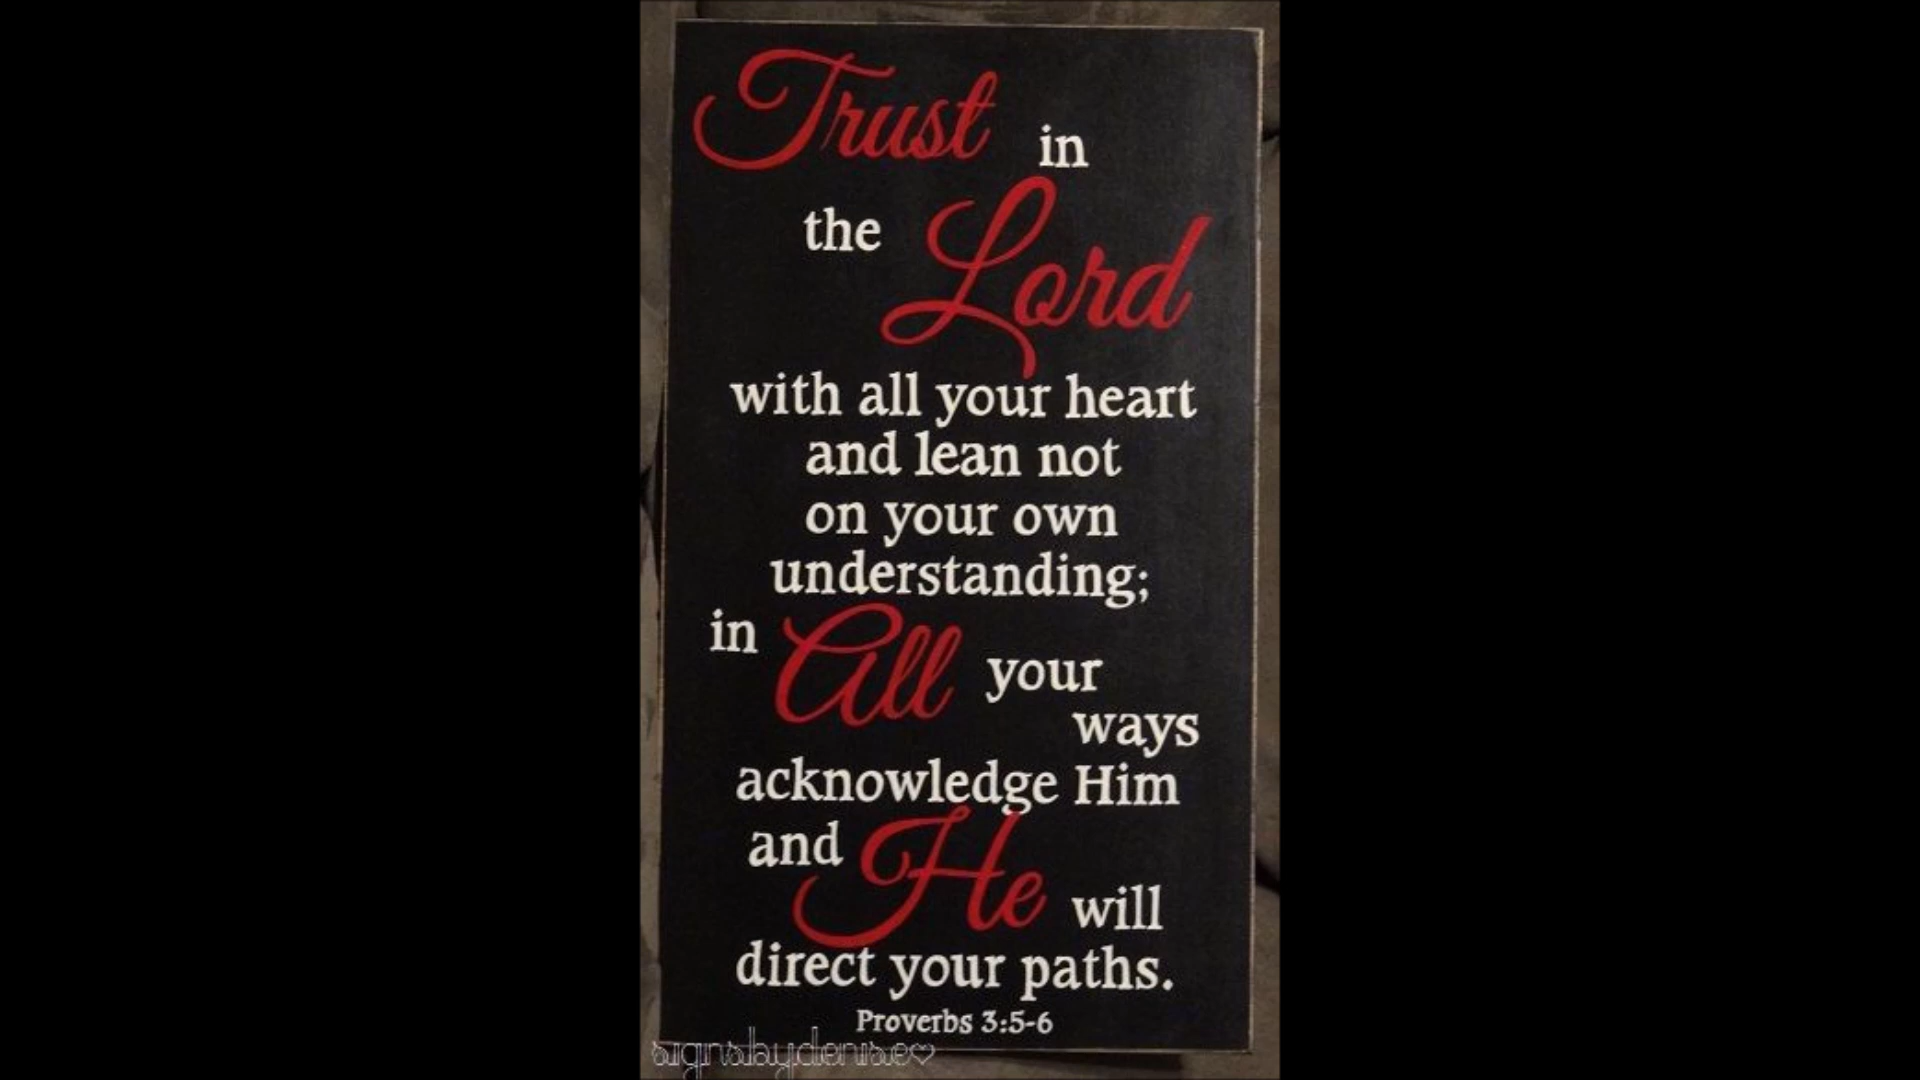 Trust in
the Lord
with all your heart
and lean not
on your own
understanding;
in All your
ways
acknowledge Him
and He will
direct your paths.
Proverbs 3:5-6
signsbydenise♡